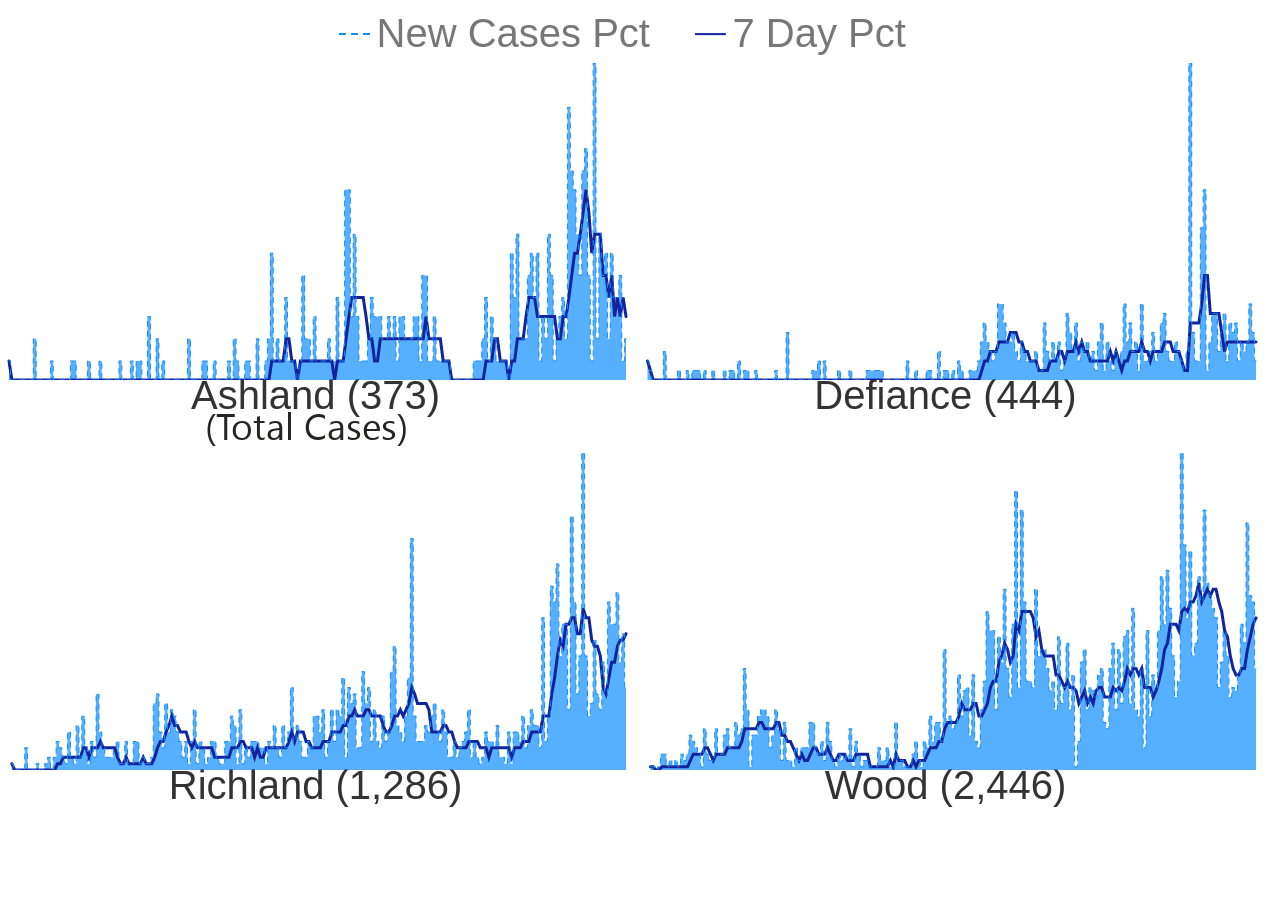 New Cases Pct 7 Day Pct
Ashland (373)
(Total Cases)
Defiance (444)
Richland (1,286)
Wood (2,446)